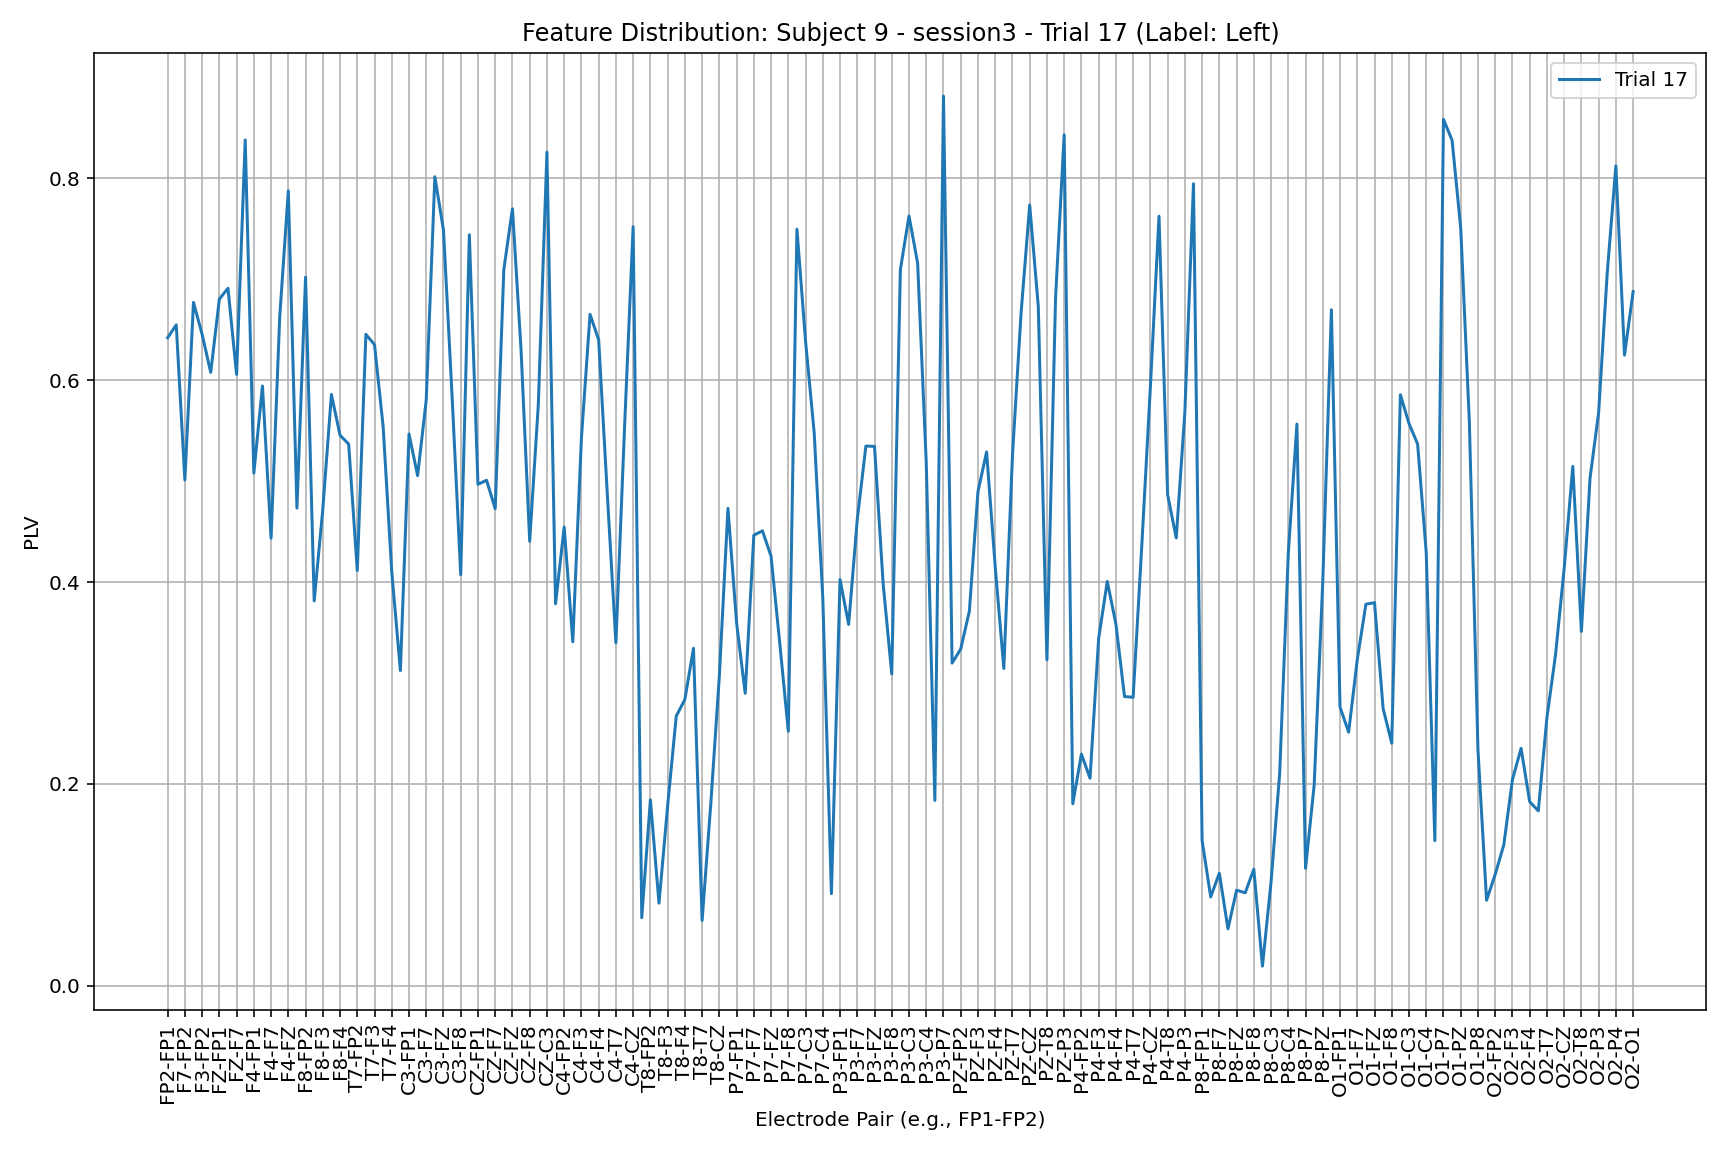 Feature Distribution: Subject 9 - session3 - Trial 17 (Label: Left)
Trial 17
PLV
0.8
0.6
0.4
0.2
0.0
FP2-FP1
F7-FP2
F3-FP2
FZ-FP1
FZ-F7
F4-FP1
F4-F7
F4-FZ
F8-FP2
F8-F3
F8-F4
T7-FP2
T7-F3
T7-F4
C3-FP1
C3-F7
C3-FZ
C3-F8
CZ-FP1
CZ-F7
CZ-FZ
CZ-F8
CZ-C3
C4-FP2
C4-F3
C4-F4
C4-T7
C4-CZ
T8-FP2
T8-F3
T8-F4
T8-T7
T8-CZ
P7-FP1
P7-F7
P7-FZ
P7-F8
P7-C3
P7-C4
P3-FP1
P3-F7
P3-FZ
P3-F8
P3-C3
P3-C4
P3-P7
PZ-FP2
PZ-F3
PZ-F4
PZ-T7
PZ-CZ
PZ-T8
PZ-P3
P4-FP2
P4-F3
P4-F4
P4-T7
P4-CZ
P4-T8
P4-P3
P8-FP1
P8-F7
P8-FZ
P8-F8
P8-C3
P8-C4
P8-P7
P8-PZ
O1-FP1
O1-F7
O1-FZ
O1-F8
O1-C3
O1-C4
O1-P7
O1-PZ
O1-P8
O2-FP2
O2-F3
O2-F4
O2-T7
O2-CZ
O2-T8
O2-P3
O2-P4
O2-O1
Electrode Pair (e.g., FP1-FP2)